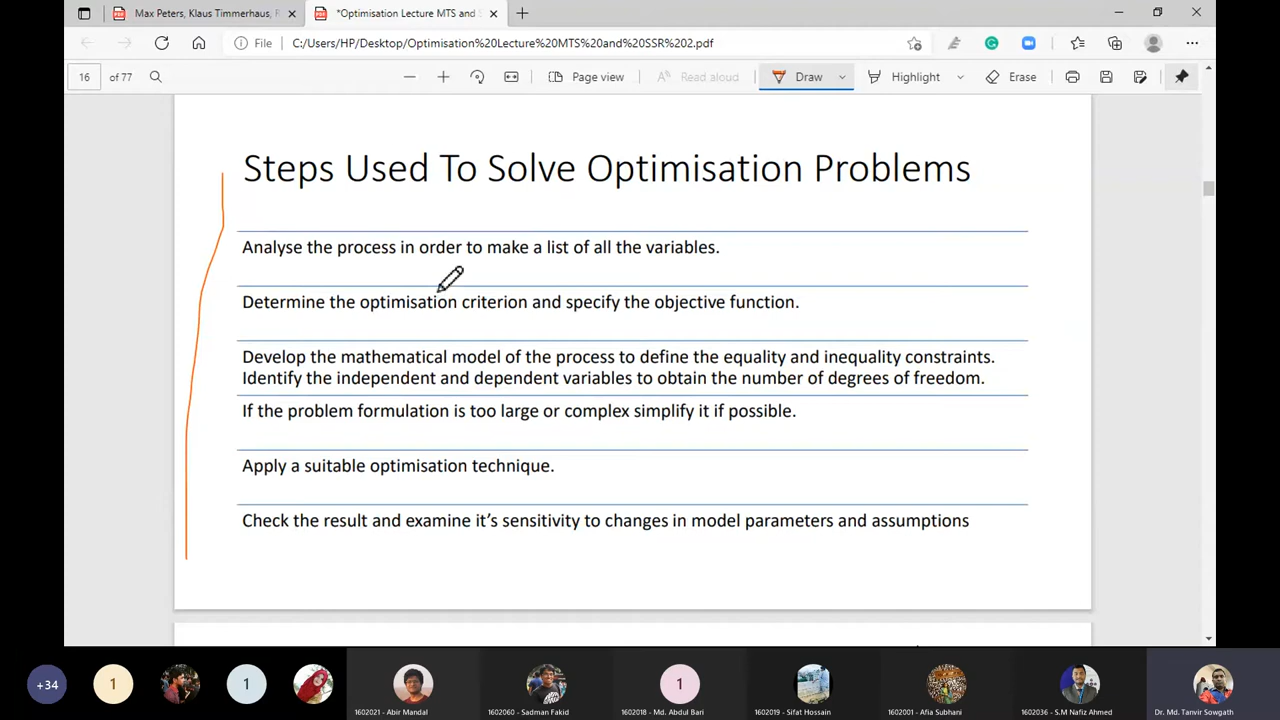 Max Peters, Klaus Timmerhaus, *Optimisation Lecture MTS and
File C:/Users/HP/Desktop/Optimisation%20Lecture%20MTS%20and%20SSR%202.pdf
16 of 77 Page view Read aloud Draw Highlight Erase
Steps Used To Solve Optimisation Problems
Analyse the process in order to make a list of all the variables.
Determine the optimisation criterion and specify the objective function.
Develop the mathematical model of the process to define the equality and inequality constraints.
Identify the independent and dependent variables to obtain the number of degrees of freedom.
If the problem formulation is too large or complex simplify it if possible.
Apply a suitable optimisation technique.
Check the result and examine it’s sensitivity to changes in model parameters and assumptions
+34 1 1 1
1602021 - Abir Mandal 1602060 - Sadman Fakid 1602018 - Md. Abdul Bari 1602019 - Sifat Hossain 1602001 - Afia Subhani 1602036 - S.M Nafiz Ahmed Dr. Md. Tanvir Sowgath